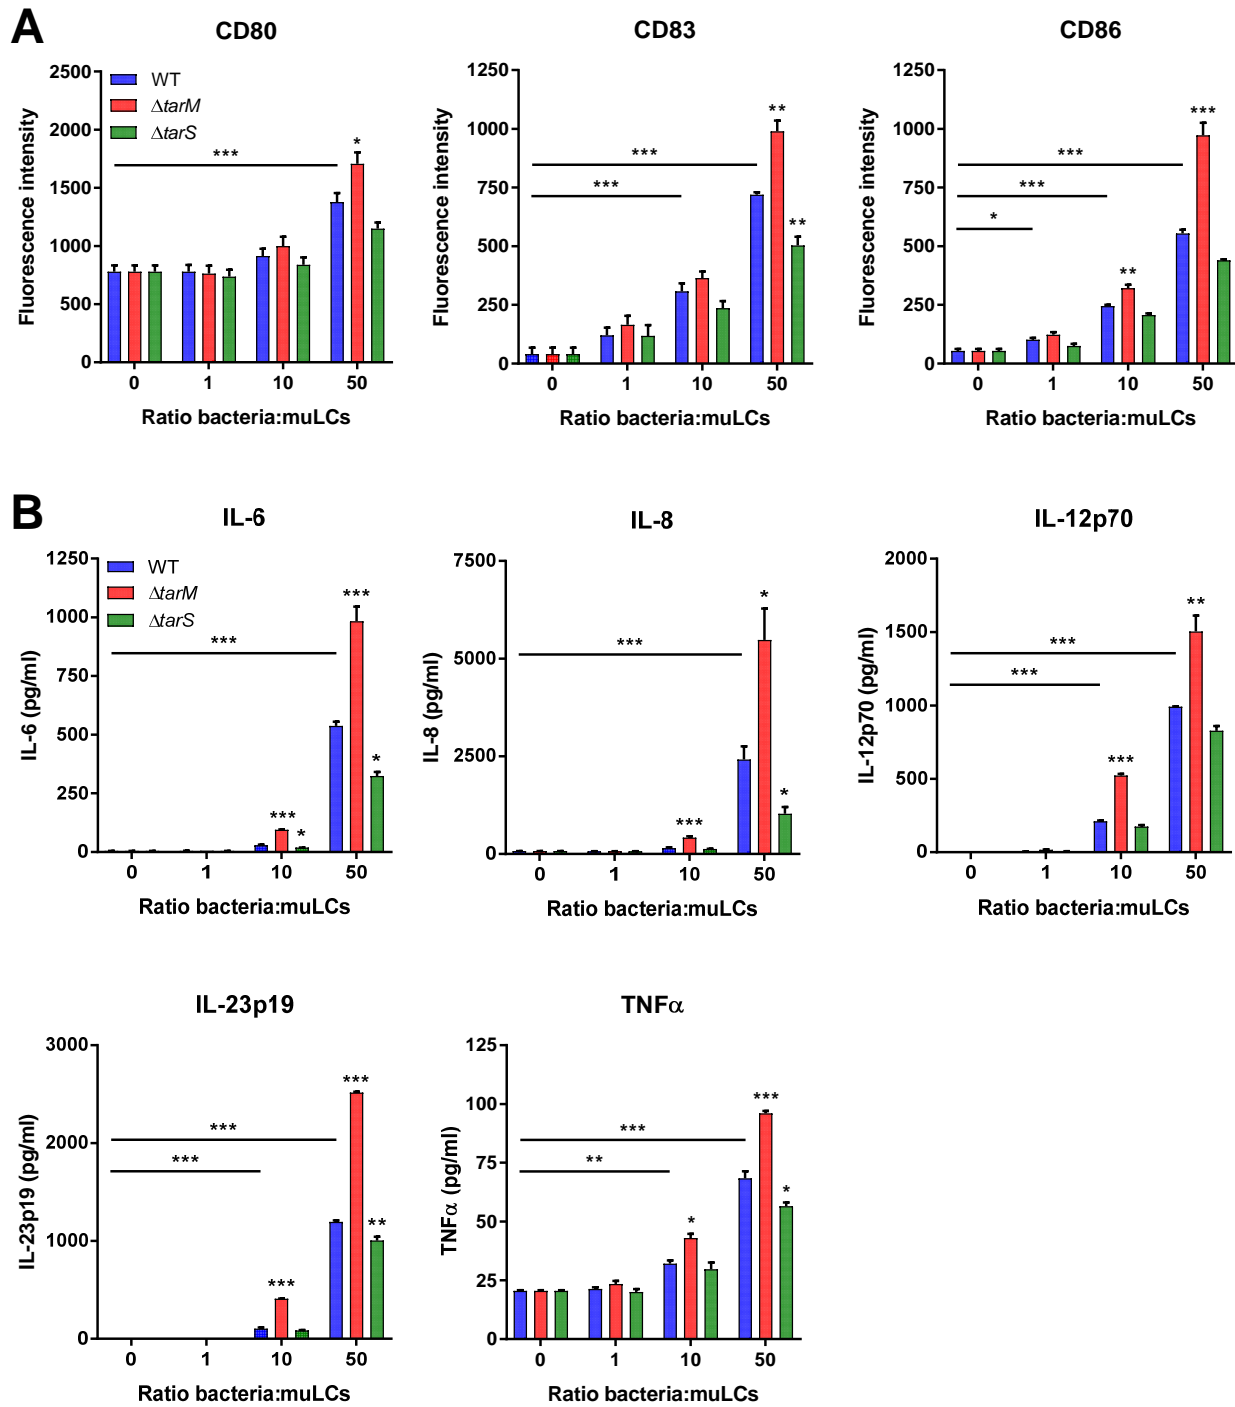 A
CD80
Fluorescence intensity
2500
2000
1500
1000
500
0
WT
ΔtarM
ΔtarS
***
*
0 1 10 50
Ratio bacteria:muLCs
CD83
Fluorescence intensity
1250
1000
750
500
250
0
**
***
***
**
0 1 10 50
Ratio bacteria:muLCs
CD86
Fluorescence intensity
1250
1000
750
500
250
0
***
***
***
*
**
0 1 10 50
Ratio bacteria:muLCs
B
IL-6
IL-6 (pg/ml)
1250
1000
750
500
250
0
WT
ΔtarM
ΔtarS
***
***
*
***
*
0 1 10 50
Ratio bacteria:muLCs
IL-8
IL-8 (pg/ml)
7500
5000
2500
0
*
***
*
***
0 1 10 50
Ratio bacteria:muLCs
IL-12p70
IL-12p70 (pg/ml)
2000
1500
1000
500
0
**
***
***
***
0 1 10 50
Ratio bacteria:muLCs
IL-23p19
IL-23p19 (pg/ml)
3000
2000
1000
0
***
***
***
**
***
0 1 10 50
Ratio bacteria:muLCs
TNFα
TNFα (pg/ml)
125
100
75
50
25
0
***
***
**
*
*
0 1 10 50
Ratio bacteria:muLCs